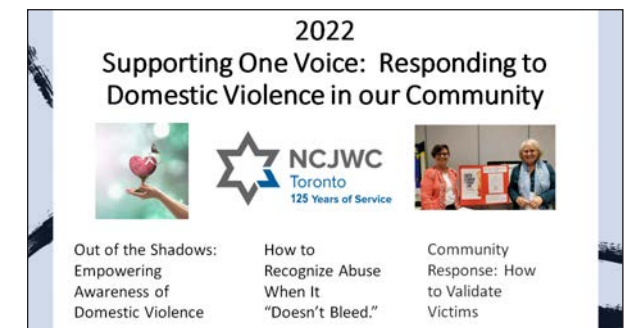 2022
Supporting One Voice: Responding to
Domestic Violence in our Community
NCJWC
Toronto
125 Years of Service
Out of the Shadows:
Empowering
Awareness of
Domestic Violence
How to
Recognize Abuse
When It
“Doesn’t Bleed.”
Community
Response: How
to Validate
Victims